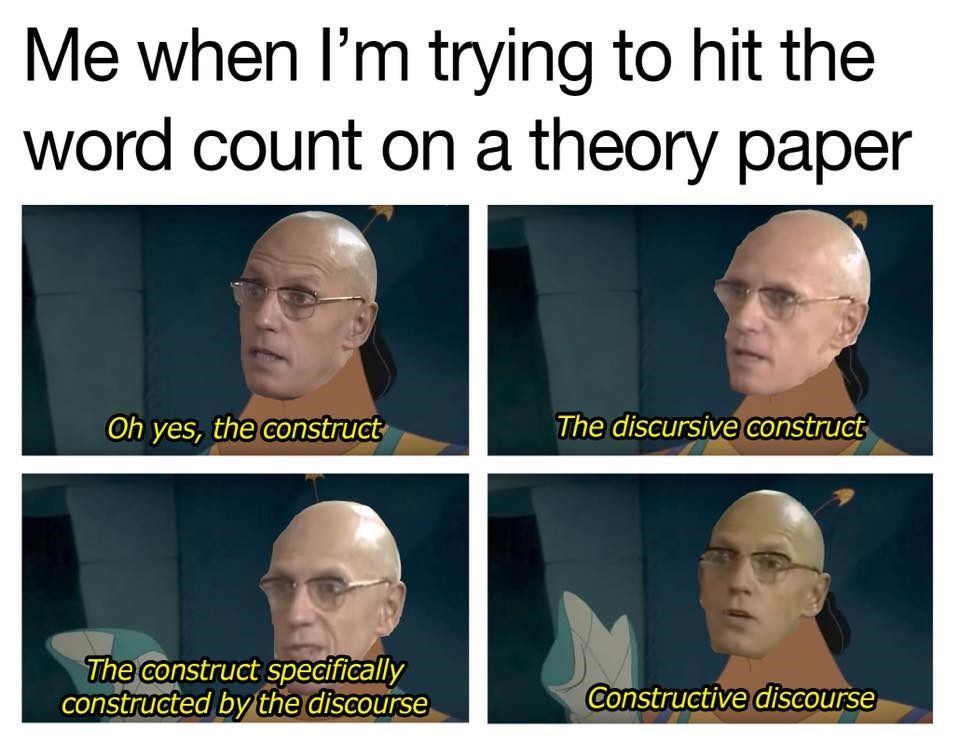 Me when I’m trying to hit the
word count on a theory paper
Oh yes, the construct
The discursive construct
The construct specifically
constructed by the discourse
Constructive discourse